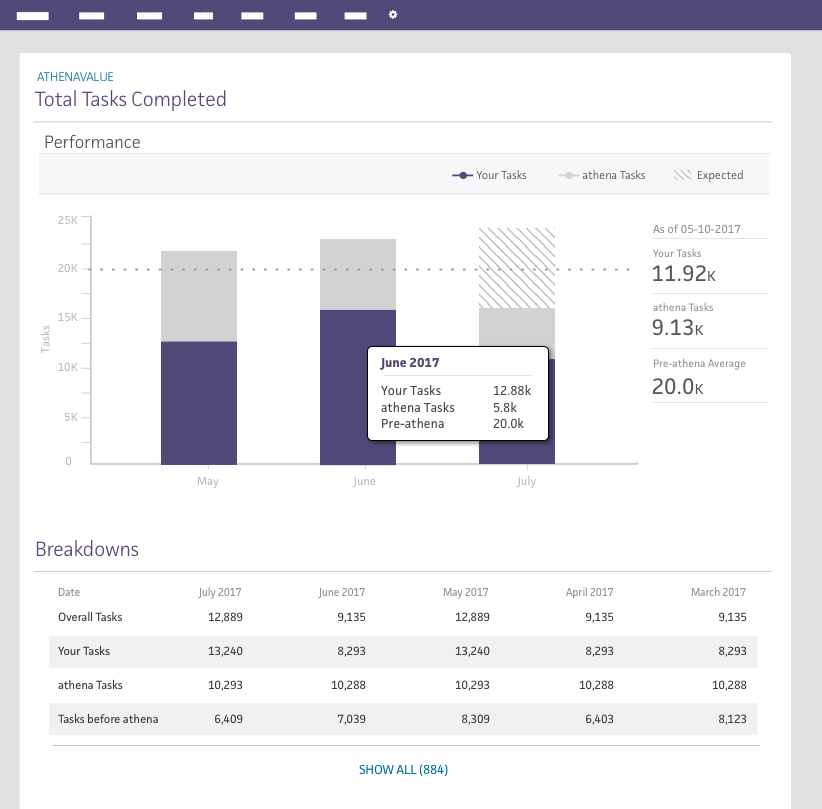 ATHENAVALUE
Total Tasks Completed
Performance
Your Tasks athena Tasks Expected
25K
20K
15K
10K
5K
0
Tasks
May June July
June 2017
Your Tasks 12.88k
athena Tasks 5.8k
Pre-athena 20.0k
As of 05-10-2017
Your Tasks
11.92K
athena Tasks
9.13K
Pre-athena Average
20.0K
Breakdowns
Date July 2017 June 2017 May 2017 April 2017 March 2017
Overall Tasks 12,889 9,135 12,889 9,135 9,135
Your Tasks 13,240 8,293 13,240 8,293 8,293
athena Tasks 10,293 10,288 10,293 10,288 10,288
Tasks before athena 6,409 7,039 8,309 6,403 8,123
SHOW ALL (884)